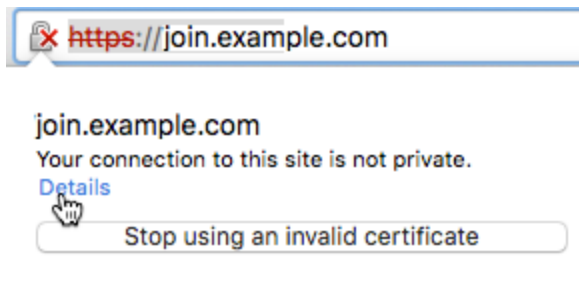 https://join.example.com
join.example.com
Your connection to this site is not private.
Details
Stop using an invalid certificate